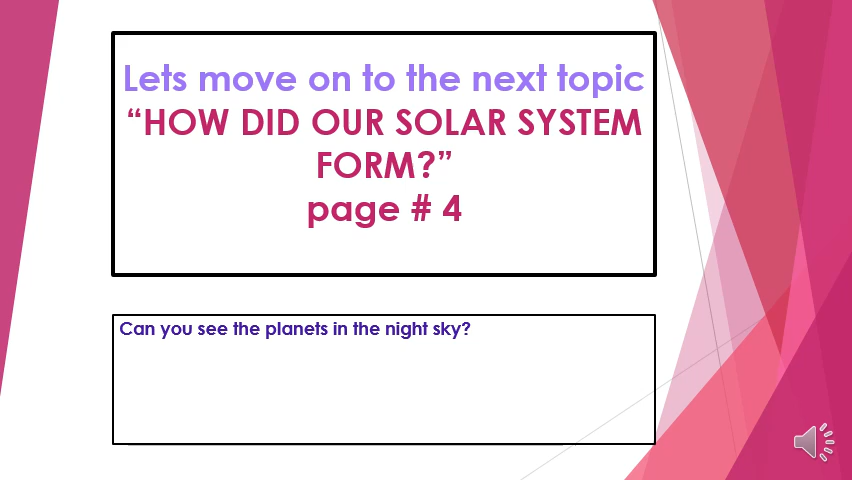 Lets move on to the next topic
“HOW DID OUR SOLAR SYSTEM
FORM?”
page # 4
Can you see the planets in the night sky?